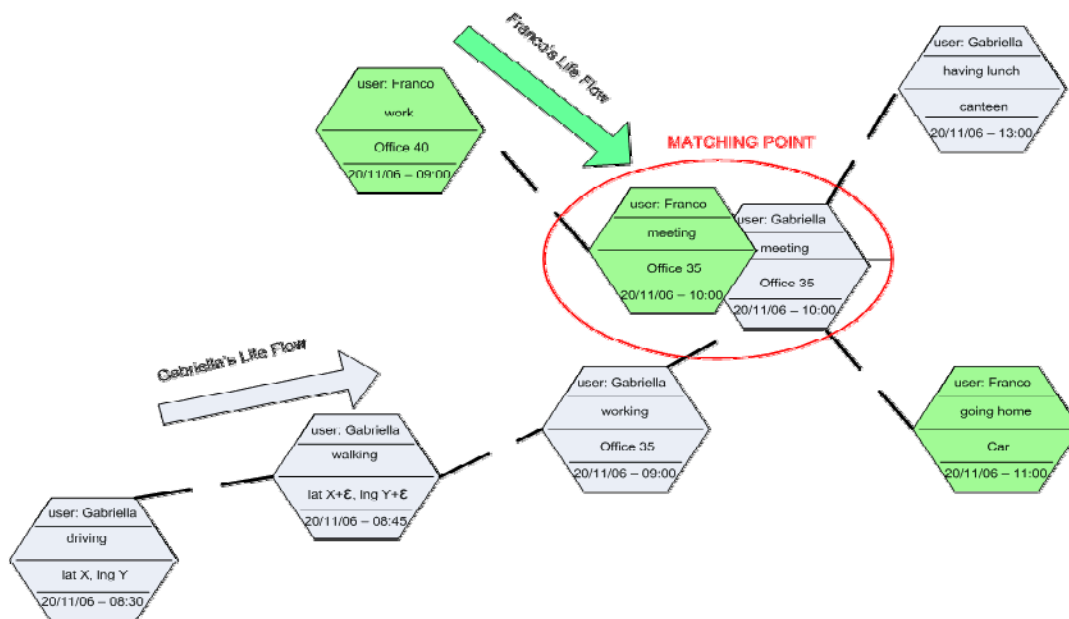 Franco's Life Flow
user: Franco
work
Office 40
20/11/06 – 09:00
user: Gabriella
having lunch
canteen
20/11/06 – 13:00
MATCHING POINT
user: Franco
meeting
Office 35
20/11/06 – 10:00
user: Gabriella
meeting
Office 35
20/11/06 – 10:00
Gabriella's Life Flow
user: Gabriella
working
Office 35
20/11/06 – 09:00
user: Franco
going home
Car
20/11/06 – 11:00
user: Gabriella
walking
lat X+ε, lng Y+ε
20/11/06 – 08:45
user: Gabriella
driving
lat X, lng Y
20/11/06 – 08:30